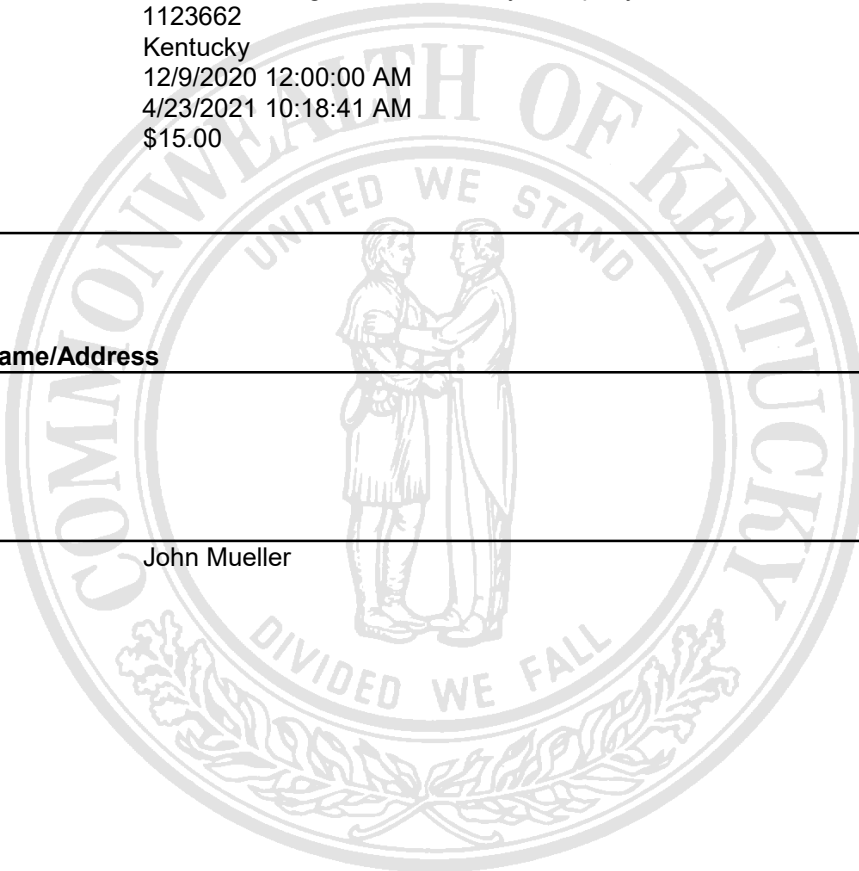 1123662
Kentucky
12/9/2020 12:00:00 AM
4/23/2021 10:18:41 AM
$15.00
COMMONWEALTH OF KENTUCKY
UNITED WE STAND
ame/Address
John Mueller
DIVIDED WE FALL